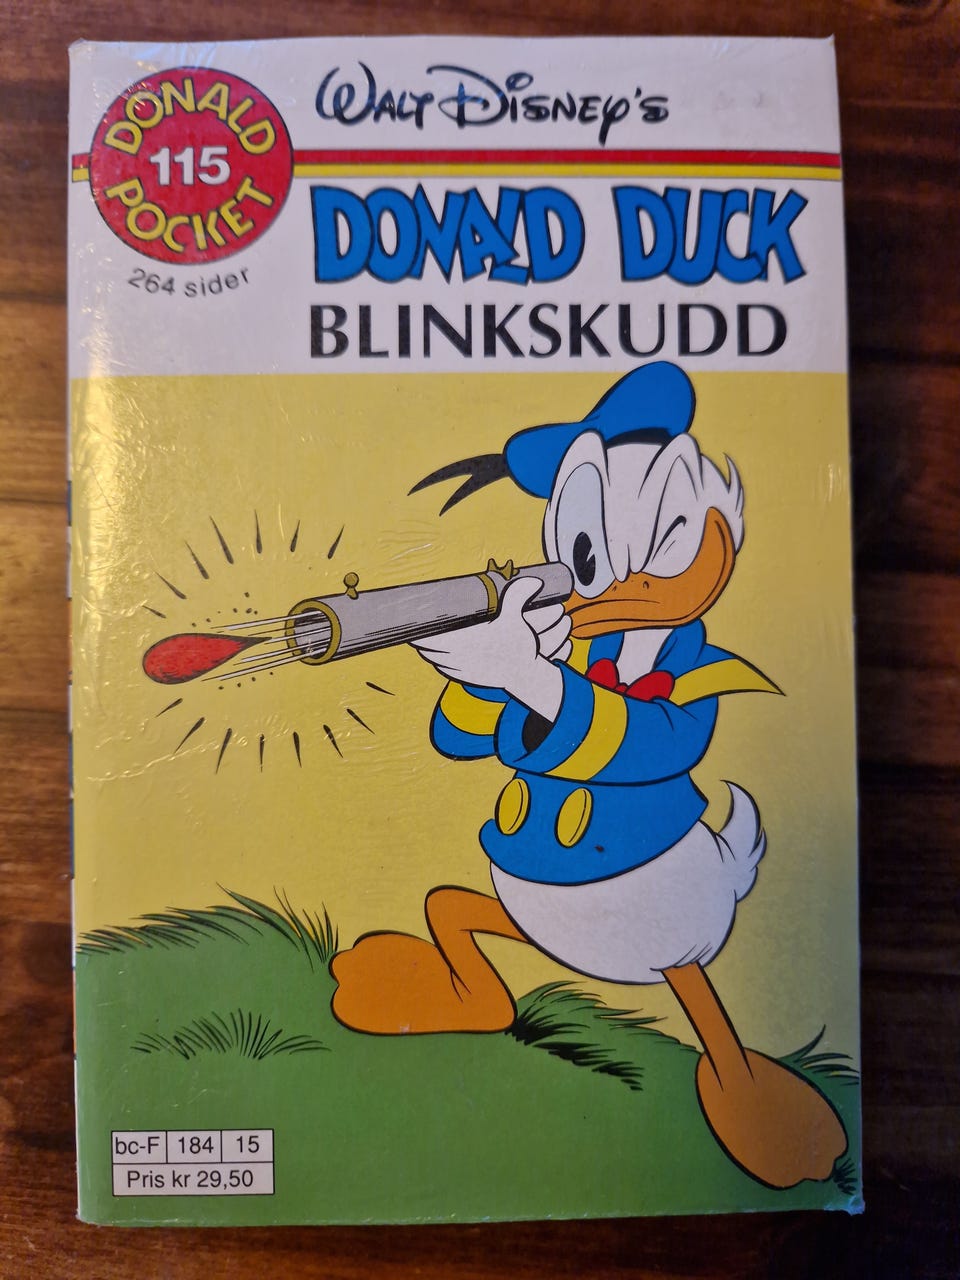 DONALD
115
POCKET
264 sider
WALT DISNEY'S
DONALD DUCK
BLINKSKUDD
bc-F 184 15
Pris kr 29,50